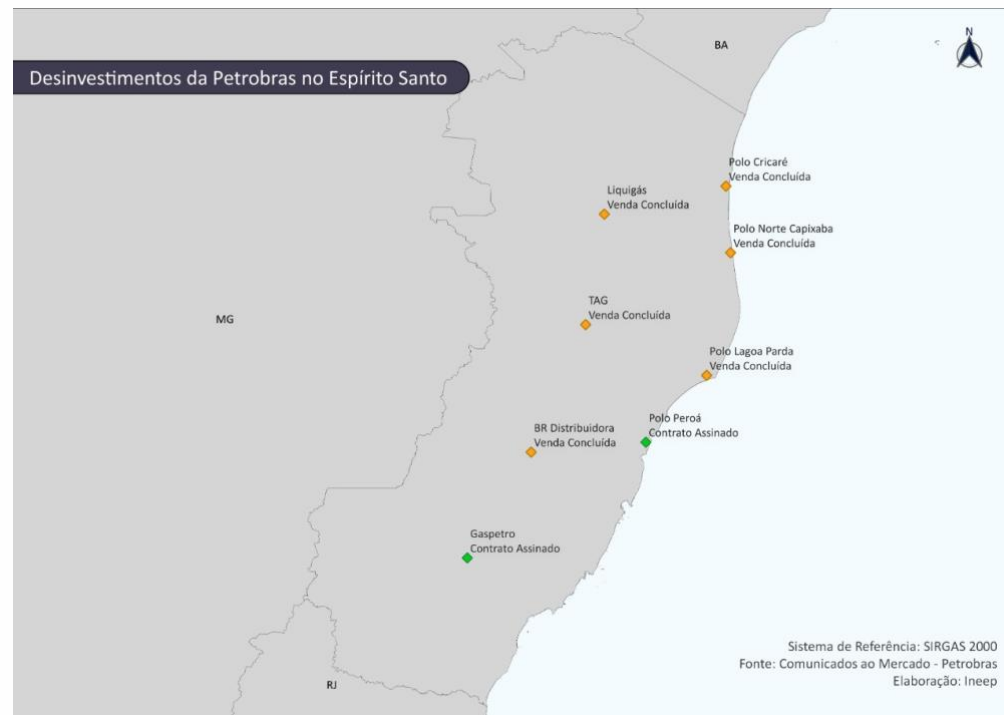 BA
N
Desinvestimentos da Petrobras no Espírito Santo
Polo Cricaré
Venda Concluída
Liquigás
Venda Concluída
Polo Norte Capixaba
Venda Concluída
TAG
Venda Concluída
MG
Polo Lagoa Parda
Venda Concluída
Polo Peroá
Contrato Assinado
BR Distribuidora
Venda Concluída
Gaspetro
Contrato Assinado
Sistema de Referência: SIRGAS 2000
Fonte: Comunicados ao Mercado - Petrobras
Elaboração: Ineep
RJ